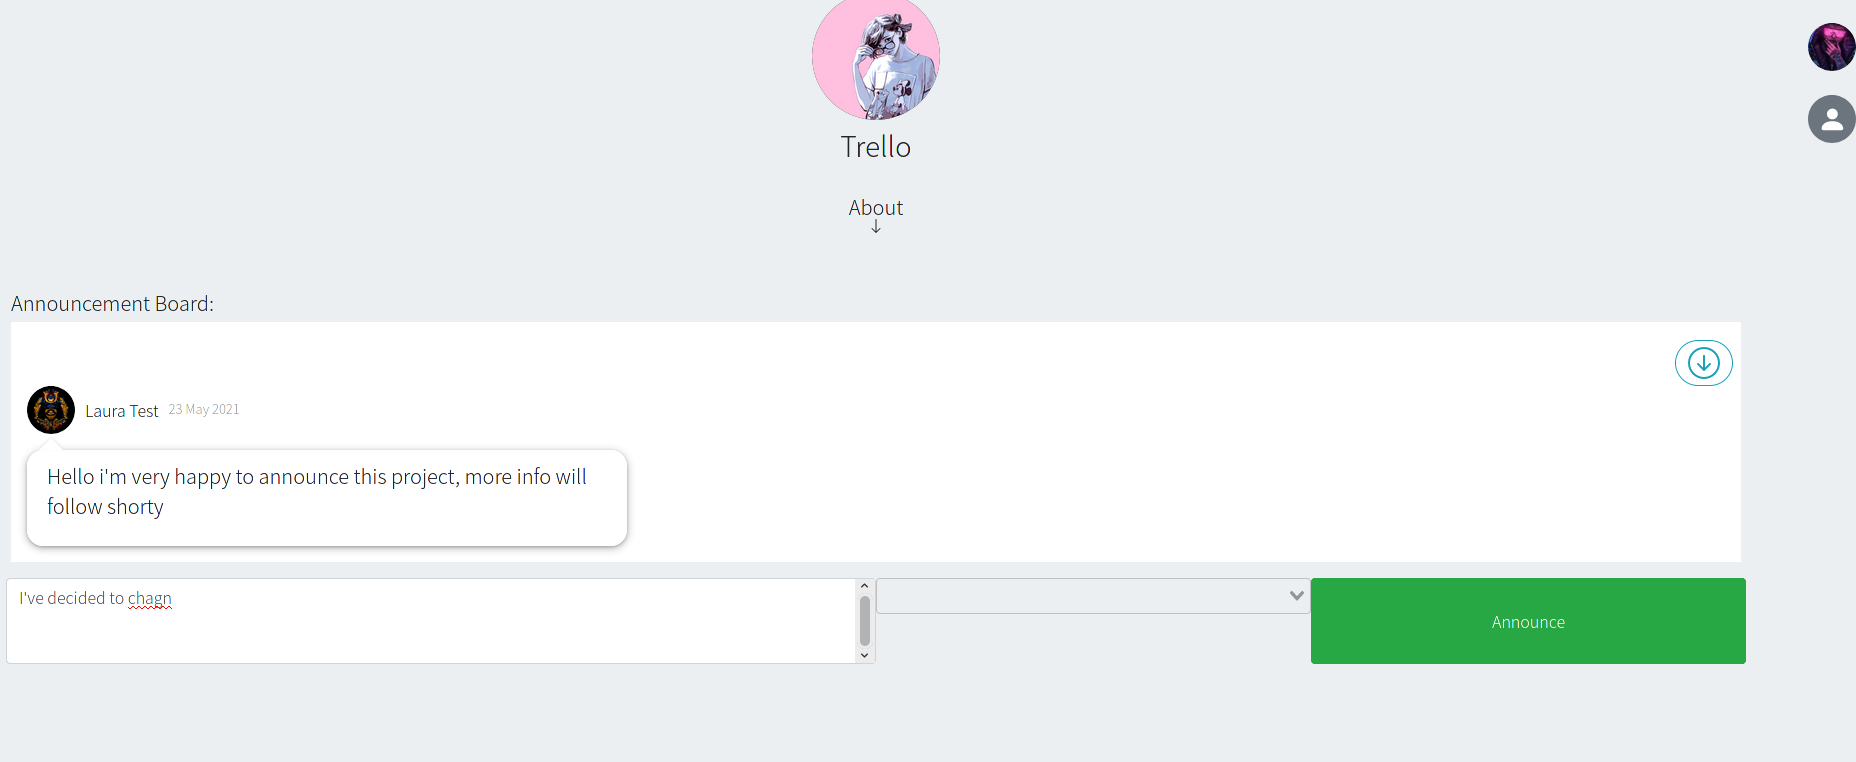 Trello
About
Announcement Board:
Laura Test 23 May 2021
Hello i'm very happy to announce this project, more info will
follow shorty
I've decided to chagn
Announce